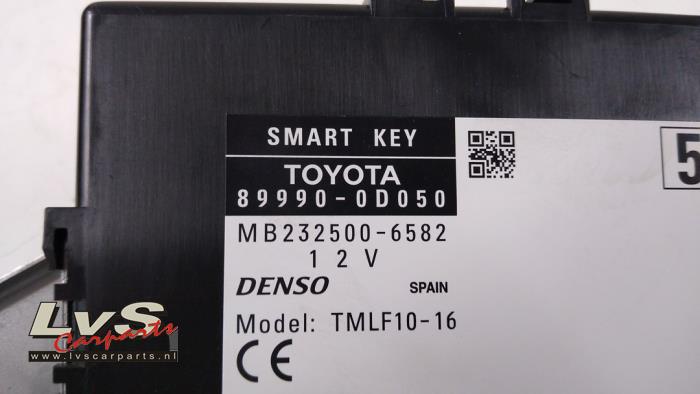 SMART KEY
TOYOTA
89990-0D050
5
MB232500-6582
12V
DENSO SPAIN
Model: TMLF10-16
CE
LvS
Carparts
www.lvscarparts.nl